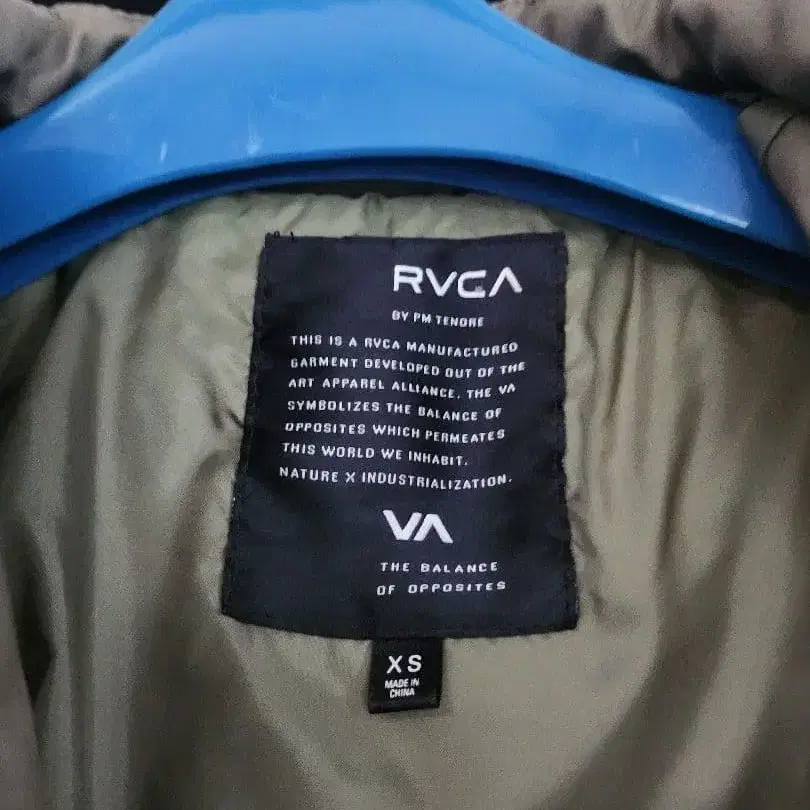 RVCA
BY PM TENORE
THIS IS A RVCA MANUFACTURED
GARMENT DEVELOPED OUT OF THE
ART APPAREL ALLIANCE. THE VA
SYMBOLIZES THE BALANCE OF
OPPOSITES WHICH PERMEATES
THIS WORLD WE INHABIT.
NATURE X INDUSTRIALIZATION.
VA
THE BALANCE
OF OPPOSITES
XS
MADE IN
CHINA